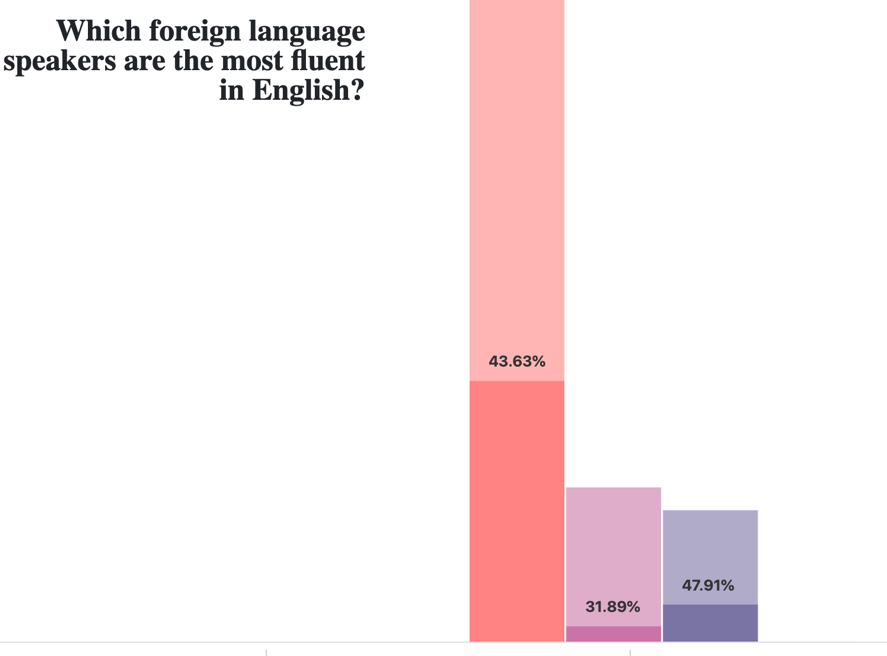 Which foreign language
speakers are the most fluent
in English?
43.63%
31.89%
47.91%